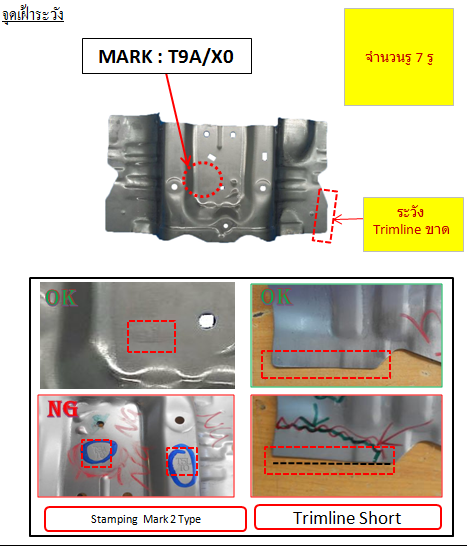 จุดเฝ้าระวัง
MARK : T9A/X0
จำนวนรู 7 รู
ระวัง
Trimline ขาด
OK
OK
NG
Stamping Mark 2 Type
Trimline Short